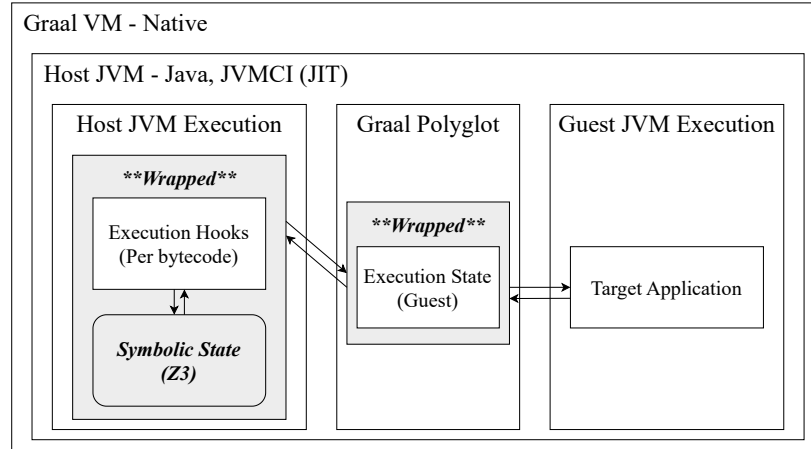 Graal VM - Native
Host JVM - Java, JVMCI (JIT)
Host JVM Execution
**Wrapped**
Execution Hooks
(Per bytecode)
Symbolic State
(Z3)
Graal Polyglot
**Wrapped**
Execution State
(Guest)
Guest JVM Execution
Target Application